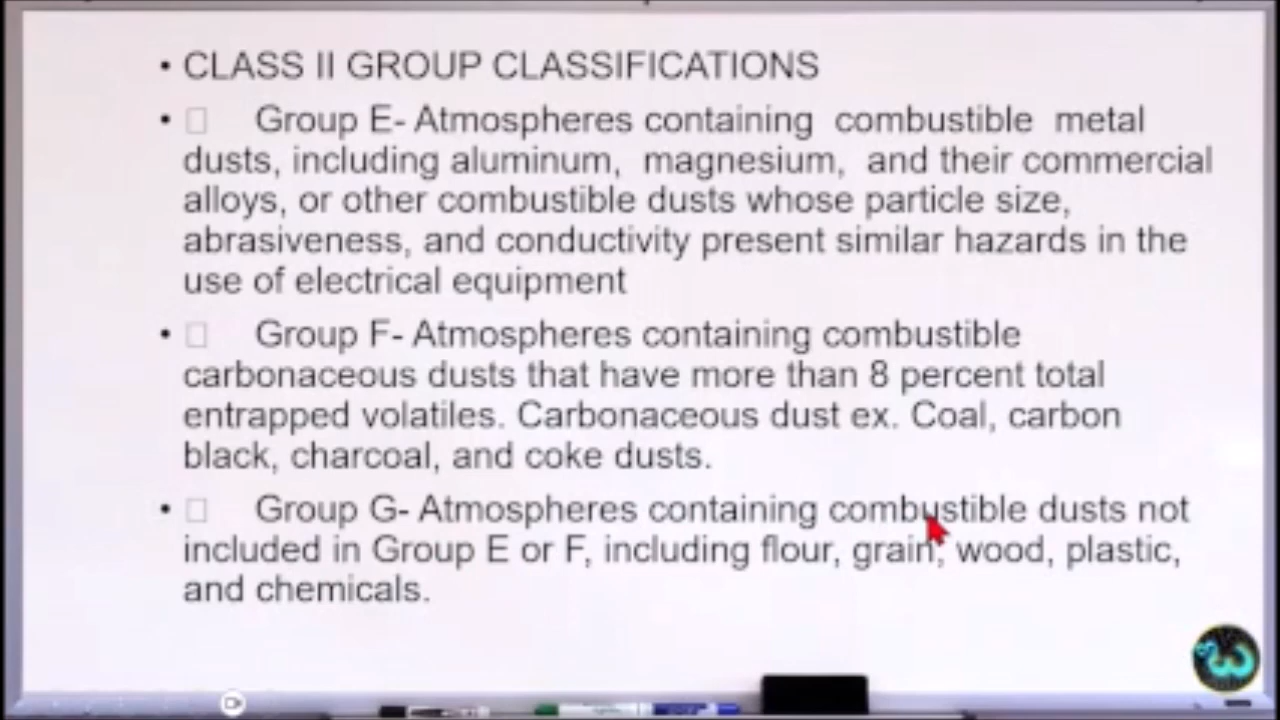 • CLASS II GROUP CLASSIFICATIONS
• □ Group E- Atmospheres containing combustible metal
dusts, including aluminum, magnesium, and their commercial
alloys, or other combustible dusts whose particle size,
abrasiveness, and conductivity present similar hazards in the
use of electrical equipment
• □ Group F- Atmospheres containing combustible
carbonaceous dusts that have more than 8 percent total
entrapped volatiles. Carbonaceous dust ex. Coal, carbon
black, charcoal, and coke dusts.
• □ Group G- Atmospheres containing combustible dusts not
included in Group E or F, including flour, grain, wood, plastic,
and chemicals.